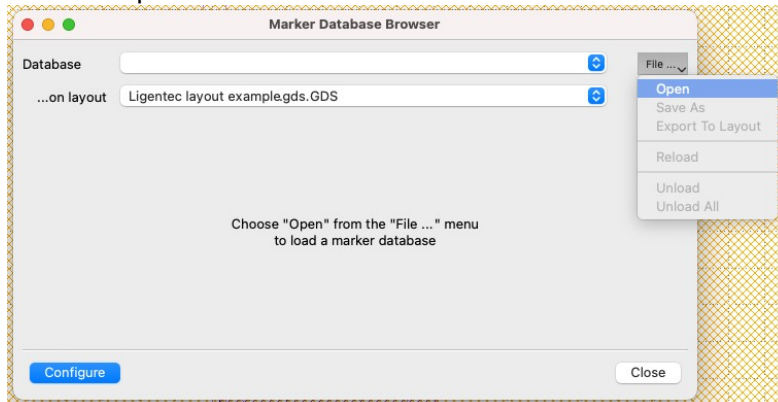 Marker Database Browser
Database
File ...
...on layout Ligentec layout example.gds.GDS
Open
Save As
Export To Layout
Reload
Unload
Unload All
Choose "Open" from the "File ..." menu
to load a marker database
Configure
Close